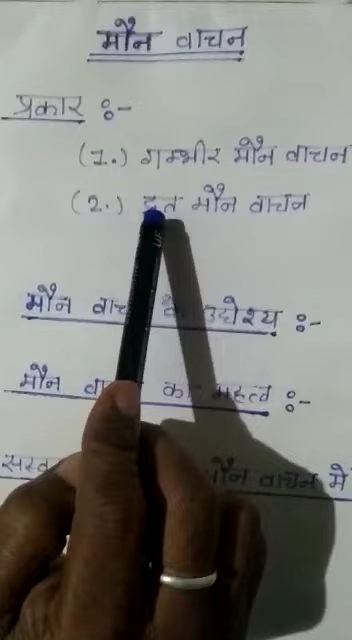 मौन वाचन
प्रकार :-
(1.) गम्भीर मौन वाचन
(2.) द्रुत मौन वाचन
मौन के उद्देश्य :-
मौन का महत्व :-
मौन वाचन में